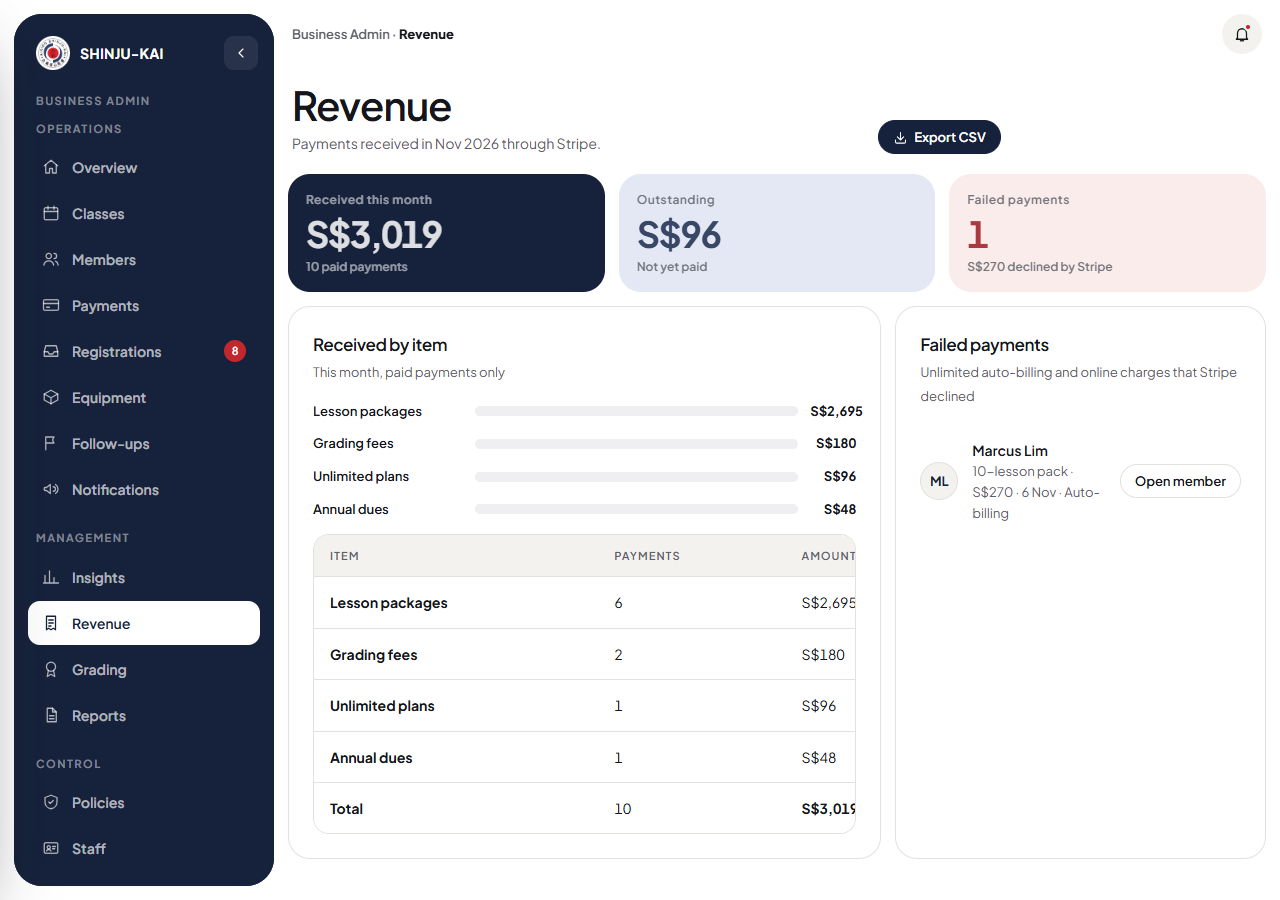 SHINJU-KAI
BUSINESS ADMIN
OPERATIONS
Overview
Classes
Members
Payments
Registrations 8
Equipment
Follow-ups
Notifications
MANAGEMENT
Insights
Revenue
Grading
Reports
CONTROL
Policies
Staff
Business Admin · Revenue
Revenue
Payments received in Nov 2026 through Stripe.
Export CSV
Received this month
S$3,019
10 paid payments
Outstanding
S$96
Not yet paid
Failed payments
1
S$270 declined by Stripe
Received by item
This month, paid payments only
Lesson packages S$2,695
Grading fees S$180
Unlimited plans S$96
Annual dues S$48
ITEM PAYMENTS AMOUNT
Lesson packages 6 S$2,695
Grading fees 2 S$180
Unlimited plans 1 S$96
Annual dues 1 S$48
Total 10 S$3,019
Failed payments
Unlimited auto-billing and online charges that Stripe
declined
ML
Marcus Lim
10-lesson pack ·
S$270 · 6 Nov · Auto-
billing
Open member